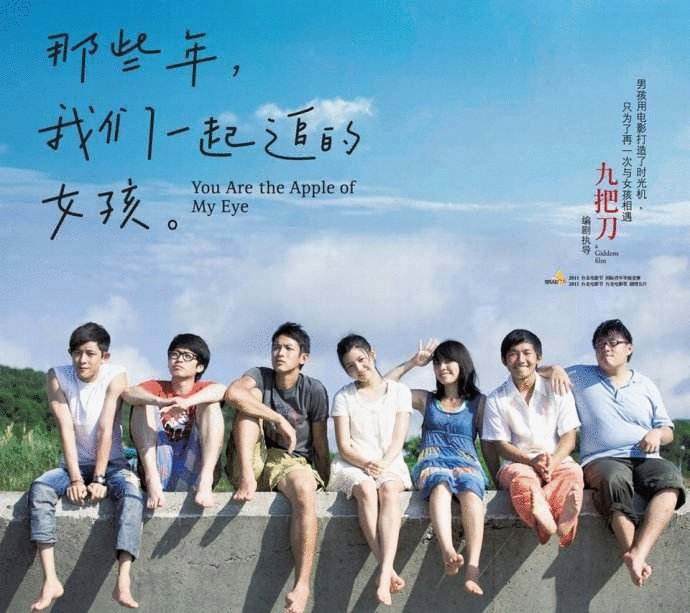 那些年，
我们一起追的
女孩。
You Are the Apple of
My Eye
男孩用电影打造了时光机，
只为了再一次与女孩相遇
九把刀
编剧执导
a
Giddens
film